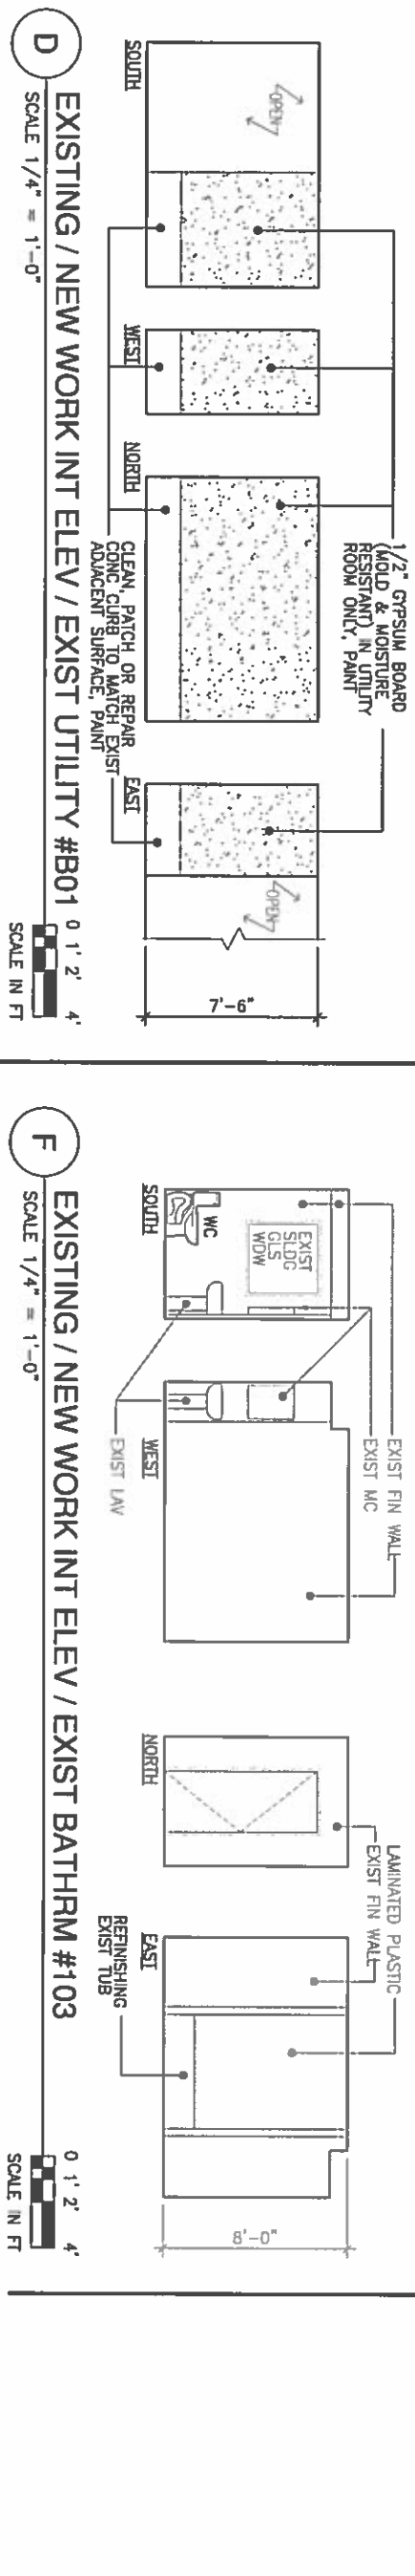 1/2" GYPSUM BOARD
(MOLD & MOISTURE
RESISTANT) IN UTILITY
ROOM ONLY, PAINT
OPEN
OPEN
7'-6"
SOUTH
WEST
NORTH
EAST
CLEAN, PATCH OR REPAIR
CONC CURB TO MATCH EXIST
ADJACENT SURFACE, PAINT
D
EXISTING / NEW WORK INT ELEV / EXIST UTILITY #B01
SCALE 1/4" = 1'-0"
0 1' 2' 4'
SCALE IN FT
EXIST FIN WALL
EXIST MC
EXIST
SLDG
GLS
WDW
WC
LAMINATED PLASTIC
EXIST FIN WALL
8'-0"
SOUTH
WEST
NORTH
EAST
EXIST LAV
REFINISHING
EXIST TUB
F
EXISTING / NEW WORK INT ELEV / EXIST BATHRM #103
SCALE 1/4" = 1'-0"
0 1' 2' 4'
SCALE IN FT